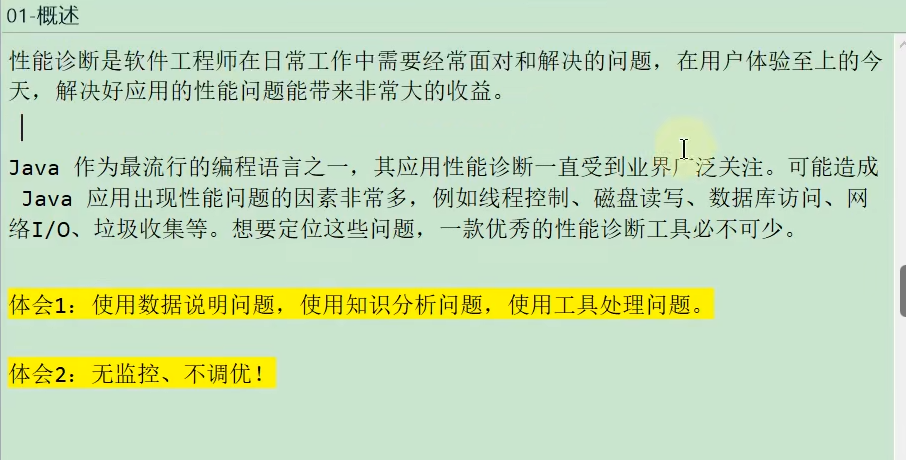 01-概述
性能诊断是软件工程师在日常工作中需要经常面对和解决的问题，在用户体验至上的今
天，解决好应用的性能问题能带来非常大的收益。
Java 作为最流行的编程语言之一，其应用性能诊断一直受到业界广泛关注。可能造成
Java 应用出现性能问题的因素非常多，例如线程控制、磁盘读写、数据库访问、网
络I/O、垃圾收集等。想要定位这些问题，一款优秀的性能诊断工具必不可少。
体会1：使用数据说明问题，使用知识分析问题，使用工具处理问题。
体会2：无监控、不调优！